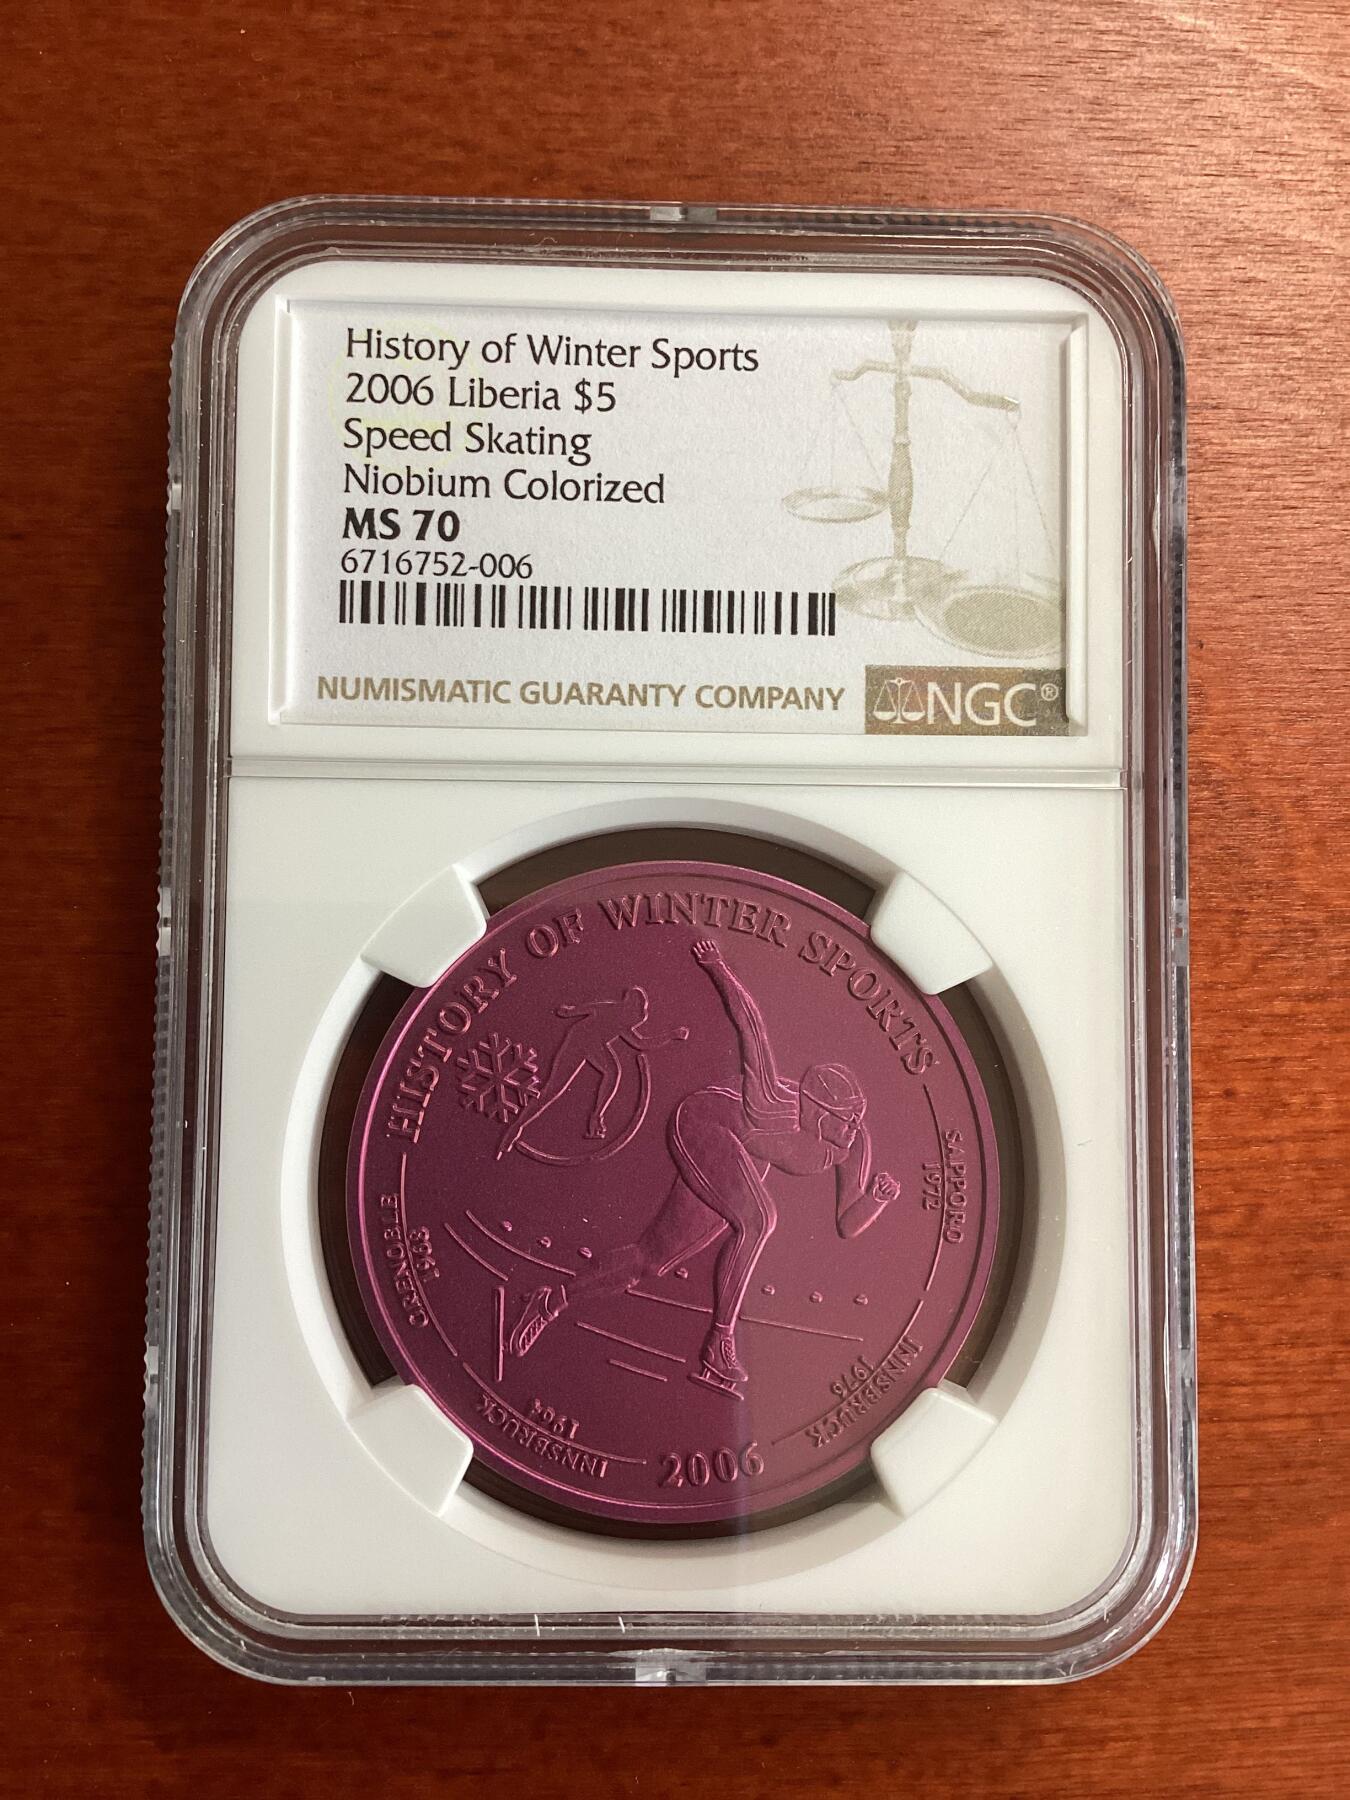 History of Winter Sports
2006 Liberia $5
Speed Skating
Niobium Colorized
MS 70
6716752-006
NUMISMATIC GUARANTY COMPANY
NGC®
HISTORY OF WINTER SPORTS
SAPPORO
1972
GRENOBLE
1968
INNSBRUCK
1976
INNSBRUCK
1964
2006